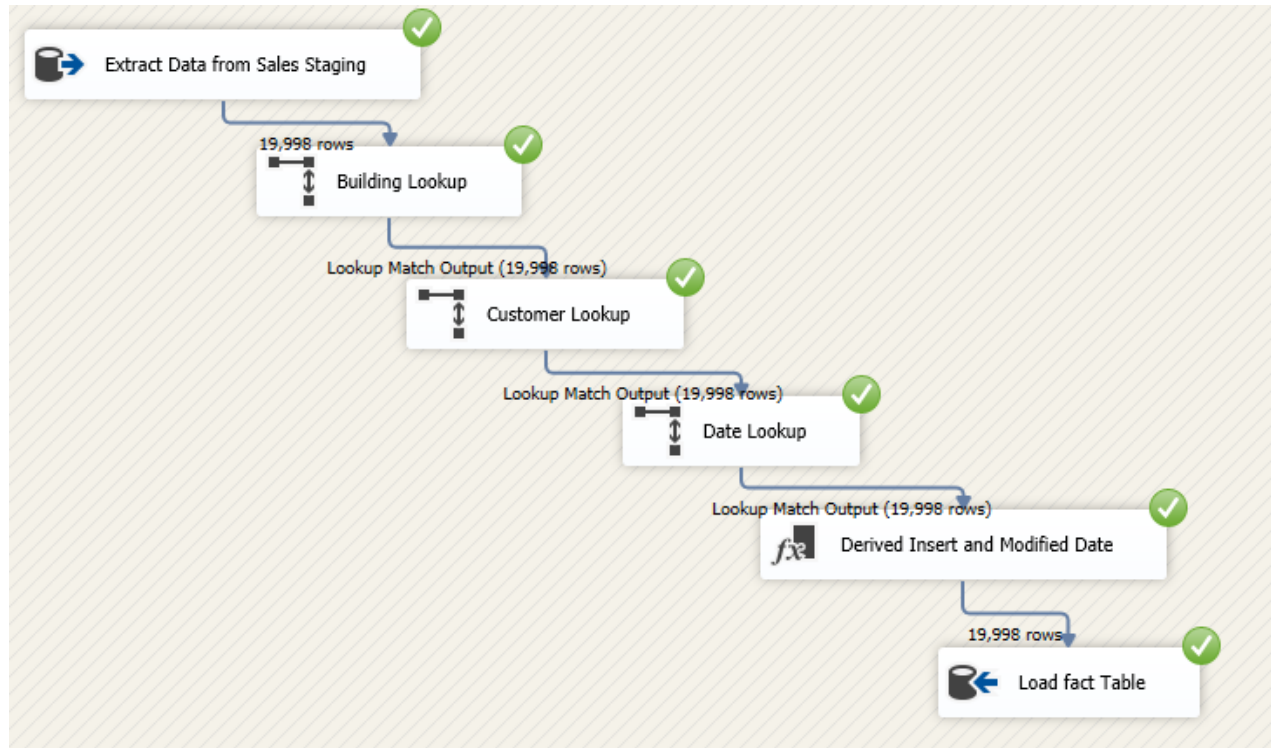 Extract Data from Sales Staging
19,998 rows
Building Lookup
Lookup Match Output (19,998 rows)
Customer Lookup
Lookup Match Output (19,998 rows)
Date Lookup
Lookup Match Output (19,998 rows)
fx
Derived Insert and Modified Date
19,998 rows
Load fact Table